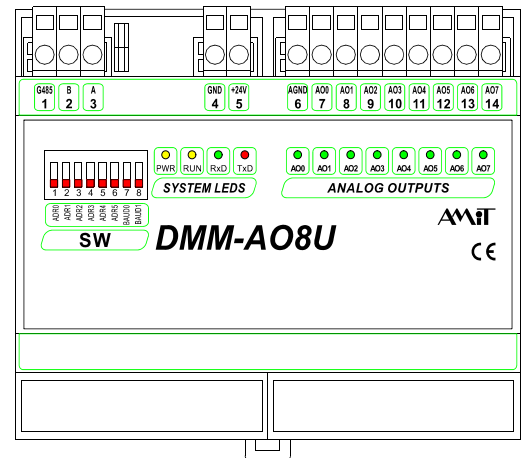 G485 B A GND +24V AGND AO0 AO1 AO2 AO3 AO4 AO5 AO6 AO7
1 2 3 4 5 6 7 8 9 10 11 12 13 14
PWR RUN RxD TxD AO0 AO1 AO2 AO3 AO4 AO5 AO6 AO7
SYSTEM LEDS ANALOG OUTPUTS
1 2 3 4 5 6 7 8
ADR0 ADR1 ADR2 ADR3 ADR4 ADR5 BAUD0 BAUD1
SW
DMM-AO8U
AMiT
CE